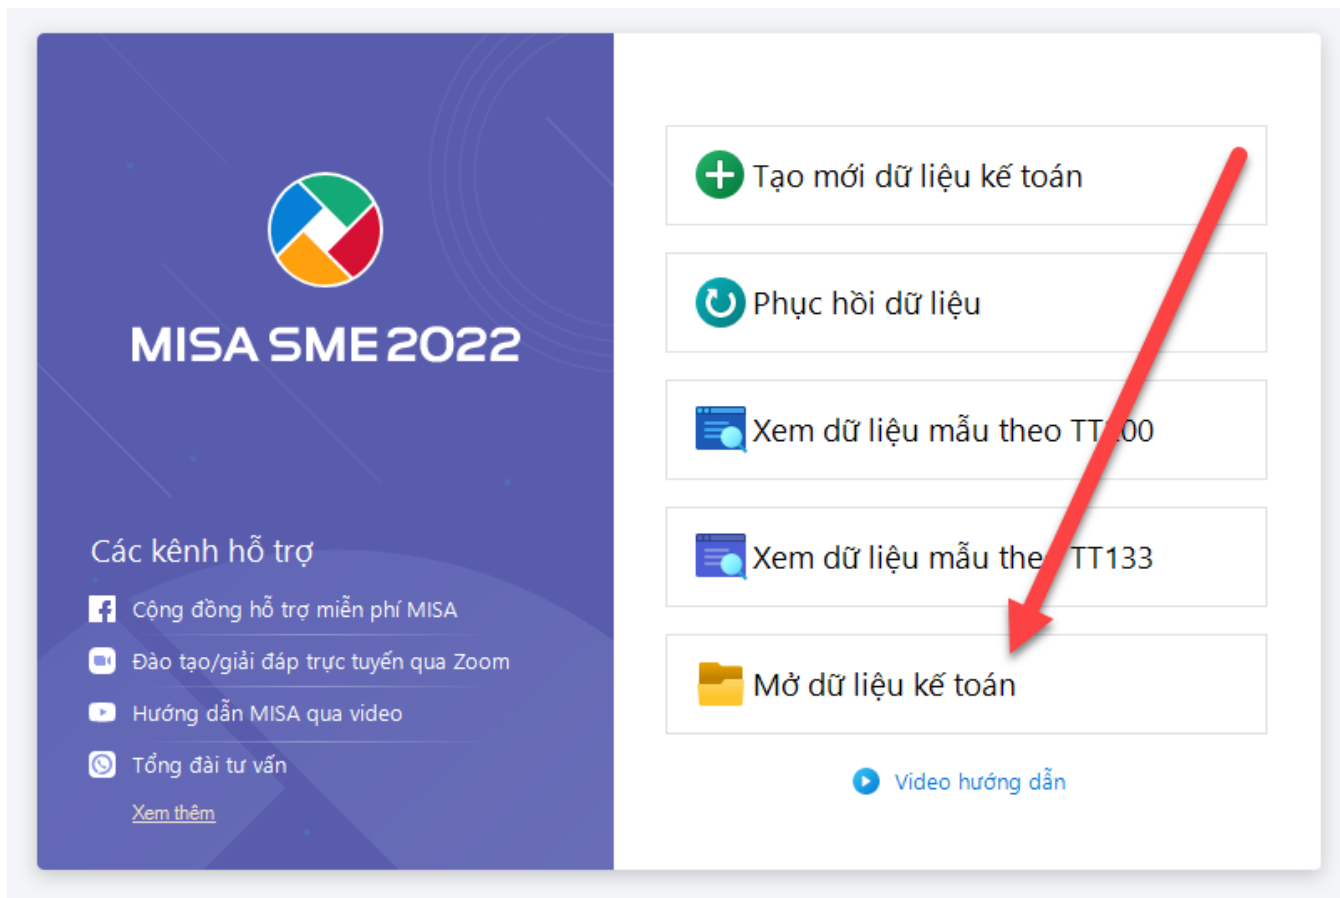 MISA SME 2022
Các kênh hỗ trợ
Cộng đồng hỗ trợ miễn phí MISA
Đào tạo/giải đáp trực tuyến qua Zoom
Hướng dẫn MISA qua video
Tổng đài tư vấn
Xem thêm
Tạo mới dữ liệu kế toán
Phục hồi dữ liệu
Xem dữ liệu mẫu theo TT200
Xem dữ liệu mẫu theo TT133
Mở dữ liệu kế toán
Video hướng dẫn